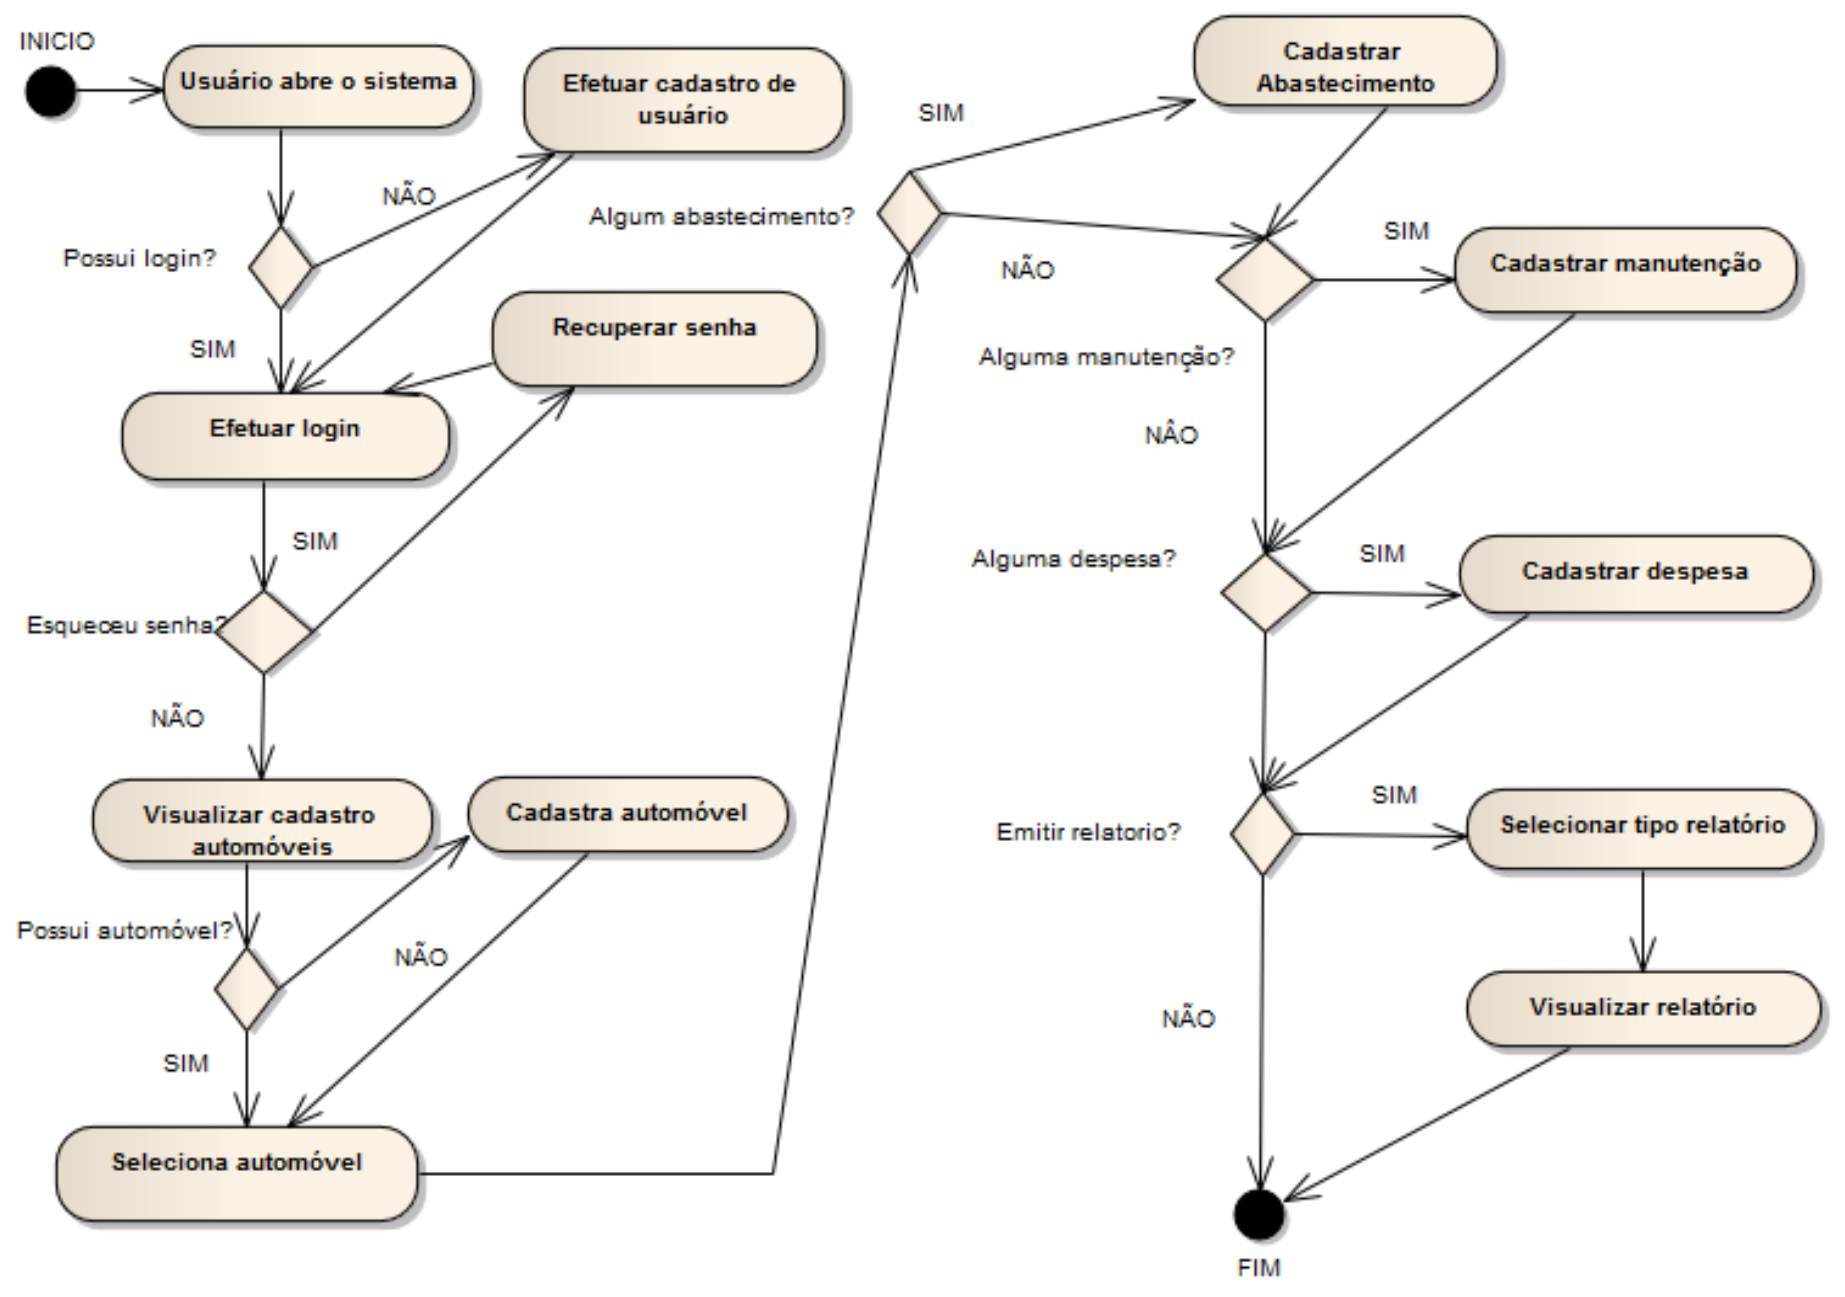 INICIO
Usuário abre o sistema
Efetuar cadastro de
usuário
NÃO
Possui login?
SIM
Recuperar senha
Efetuar login
SIM
Esqueceu senha?
NÃO
Visualizar cadastro
automóveis
Cadastra automóvel
Possui automóvel?
NÃO
SIM
Seleciona automóvel
Cadastrar
Abastecimento
SIM
Algum abastecimento?
NÃO
SIM
Cadastrar manutenção
Alguma manutenção?
NÃO
Alguma despesa?
SIM
Cadastrar despesa
SIM
Emitir relatorio?
Selecionar tipo relatório
NÃO
Visualizar relatório
FIM